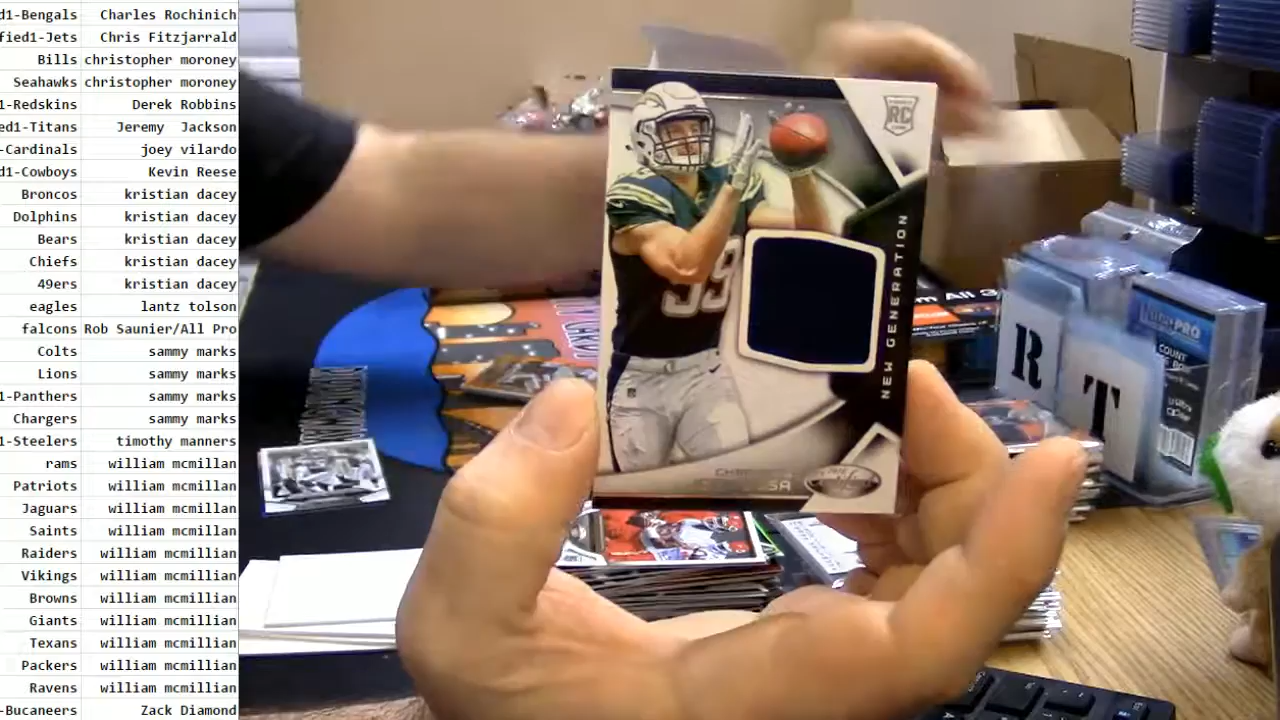 d1-Bengals Charles Rochinich
fied1-Jets Chris Fitzjarrald
Bills christopher moroney
Seahawks christopher moroney
1-Redskins Derek Robbins
ed1-Titans Jeremy Jackson
-Cardinals joey vilardo
d1-Cowboys Kevin Reese
Broncos kristian dacey
Dolphins kristian dacey
Bears kristian dacey
Chiefs kristian dacey
49ers kristian dacey
eagles lantz tolson
falcons Rob Saunier/All Pro
Colts sammy marks
Lions sammy marks
1-Panthers sammy marks
Chargers sammy marks
1-Steelers timothy manners
rams william mcmillan
Patriots william mcmillan
Jaguars william mcmillan
Saints william mcmillan
Raiders william mcmillian
Vikings william mcmillian
Browns william mcmillian
Giants william mcmillian
Texans william mcmillian
Packers william mcmillian
Ravens william mcmillian
-Bucaneers Zack Diamond
RC
99
NEW GENERATION
SA
R
T
PRO
COUNT